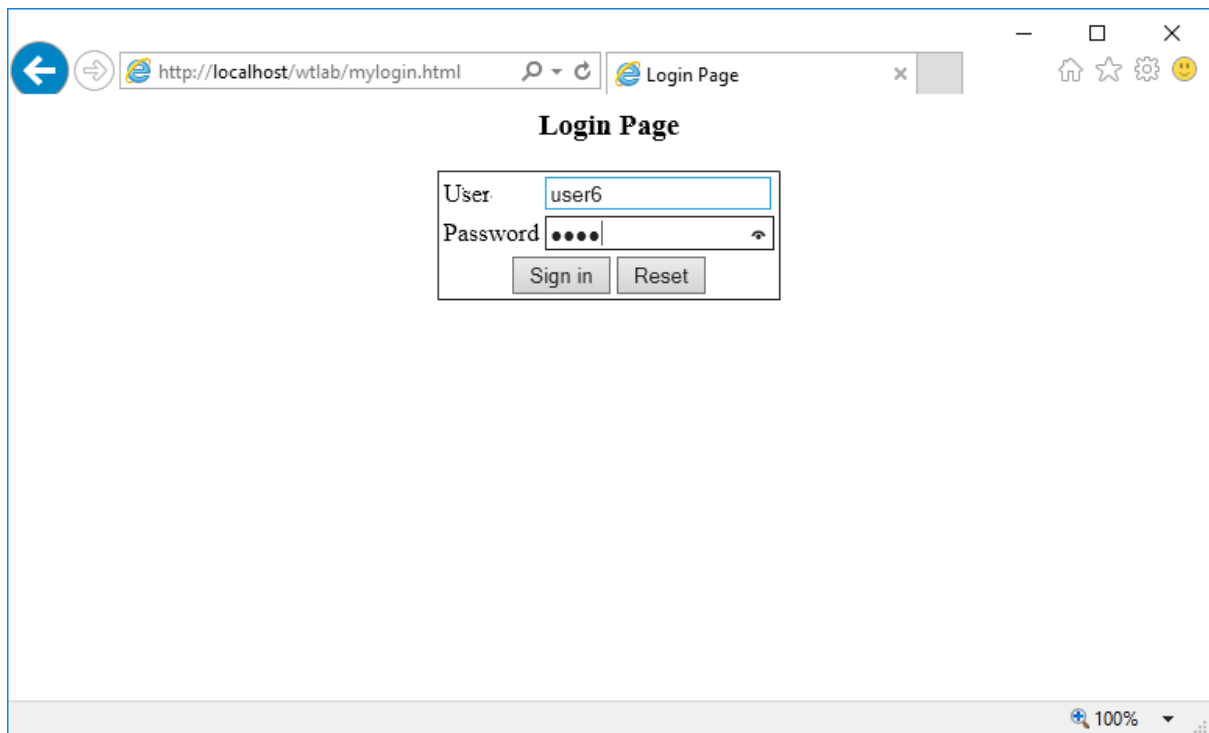 http://localhost/wtlab/mylogin.html
Login Page
Login Page
User
user6
Password ●●●●
Sign in Reset
100%